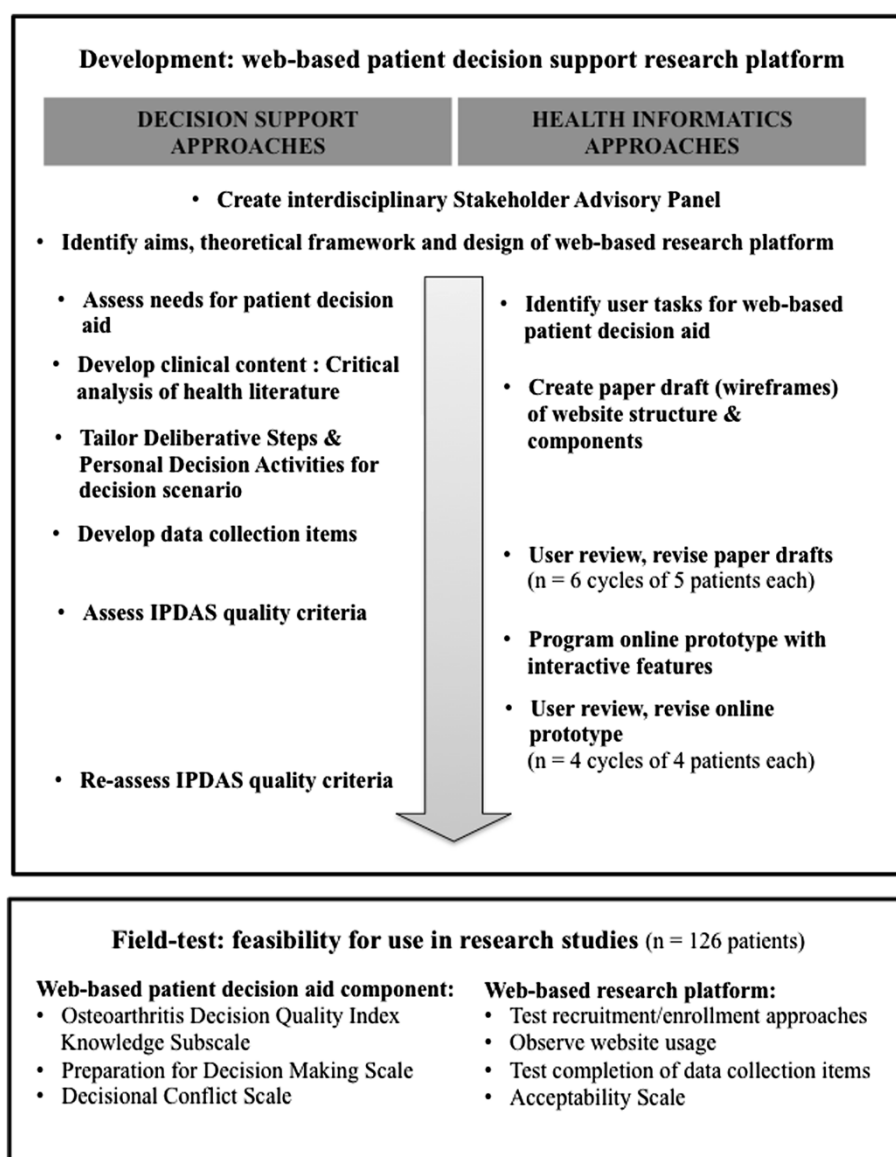 Development: web-based patient decision support research platform
DECISION SUPPORT
APPROACHES
HEALTH INFORMATICS
APPROACHES
• Create interdisciplinary Stakeholder Advisory Panel
• Identify aims, theoretical framework and design of web-based research platform
• Assess needs for patient decision
aid
• Develop clinical content : Critical
analysis of health literature
• Tailor Deliberative Steps &
Personal Decision Activities for
decision scenario
• Develop data collection items
• Assess IPDAS quality criteria
• Re-assess IPDAS quality criteria
• Identify user tasks for web-based
patient decision aid
• Create paper draft (wireframes)
of website structure &
components
• User review, revise paper drafts
(n = 6 cycles of 5 patients each)
• Program online prototype with
interactive features
• User review, revise online
prototype
(n = 4 cycles of 4 patients each)
Field-test: feasibility for use in research studies (n = 126 patients)
Web-based patient decision aid component:
• Osteoarthritis Decision Quality Index
Knowledge Subscale
• Preparation for Decision Making Scale
• Decisional Conflict Scale
Web-based research platform:
• Test recruitment/enrollment approaches
• Observe website usage
• Test completion of data collection items
• Acceptability Scale